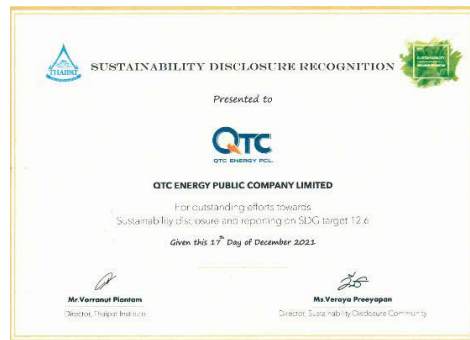 THAIPAT
SUSTAINABILITY DISCLOSURE RECOGNITION
SUSTAINABILITY
Presented to
QTC
QTC ENERGY PCL.
QTC ENERGY PUBLIC COMPANY LIMITED
For outstanding efforts towards
Sustainability disclosure and reporting on SDG target 12.6
Given this 17th Day of December 2021
Mr.Vorranut Piantam
Ms.Veraya Preeyapan
Director, Thaipat Institute
Director, Sustainability Disclosure Community